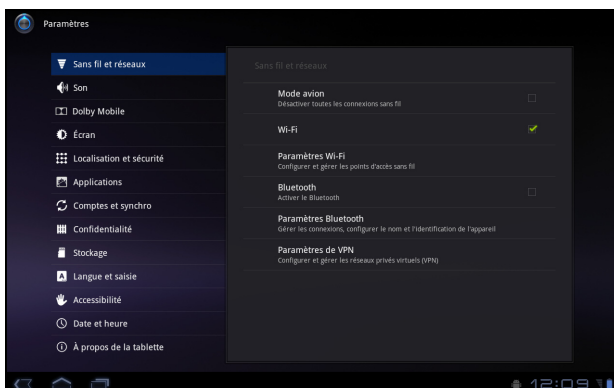 Paramètres
Sans fil et réseaux
Son
Dolby Mobile
Écran
Localisation et sécurité
Applications
Comptes et synchro
Confidentialité
Stockage
Langue et saisie
Accessibilité
Date et heure
À propos de la tablette
Sans fil et réseaux
Mode avion
Désactiver toutes les connexions sans fil
Wi-Fi
Paramètres Wi-Fi
Configurer et gérer les points d'accès sans fil
Bluetooth
Activer le Bluetooth
Paramètres Bluetooth
Gérer les connexions, configurer le nom et l'identification de l'appareil
Paramètres de VPN
Configurer et gérer les réseaux privés virtuels (VPN)
12:09